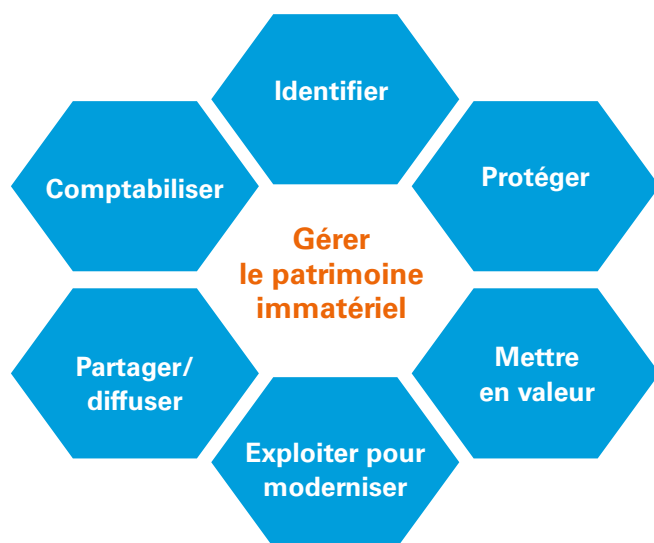 Identifier
Protéger
Mettre
en valeur
Exploiter pour
moderniser
Partager/
diffuser
Comptabiliser
Gérer
le patrimoine
immatériel